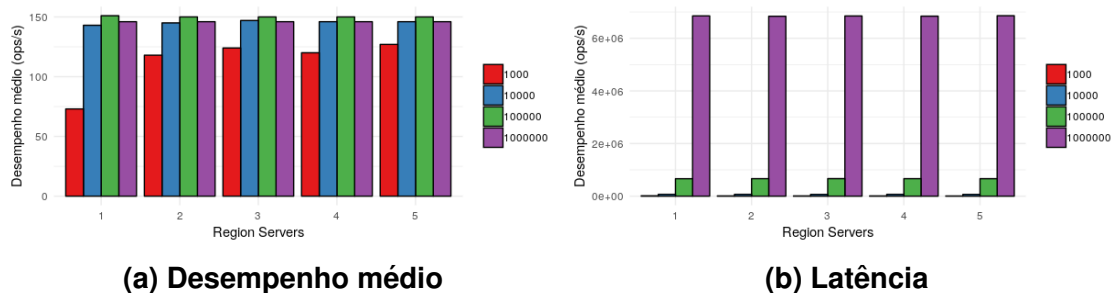 Desempenho médio (ops/s)
150
100
50
0
1
2
3
4
5
Region Servers
1000
10000
100000
1000000
(a) Desempenho médio
Desempenho médio (ops/s)
6e+06
4e+06
2e+06
0e+00
1
2
3
4
5
Region Servers
1000
10000
100000
1000000
(b) Latência